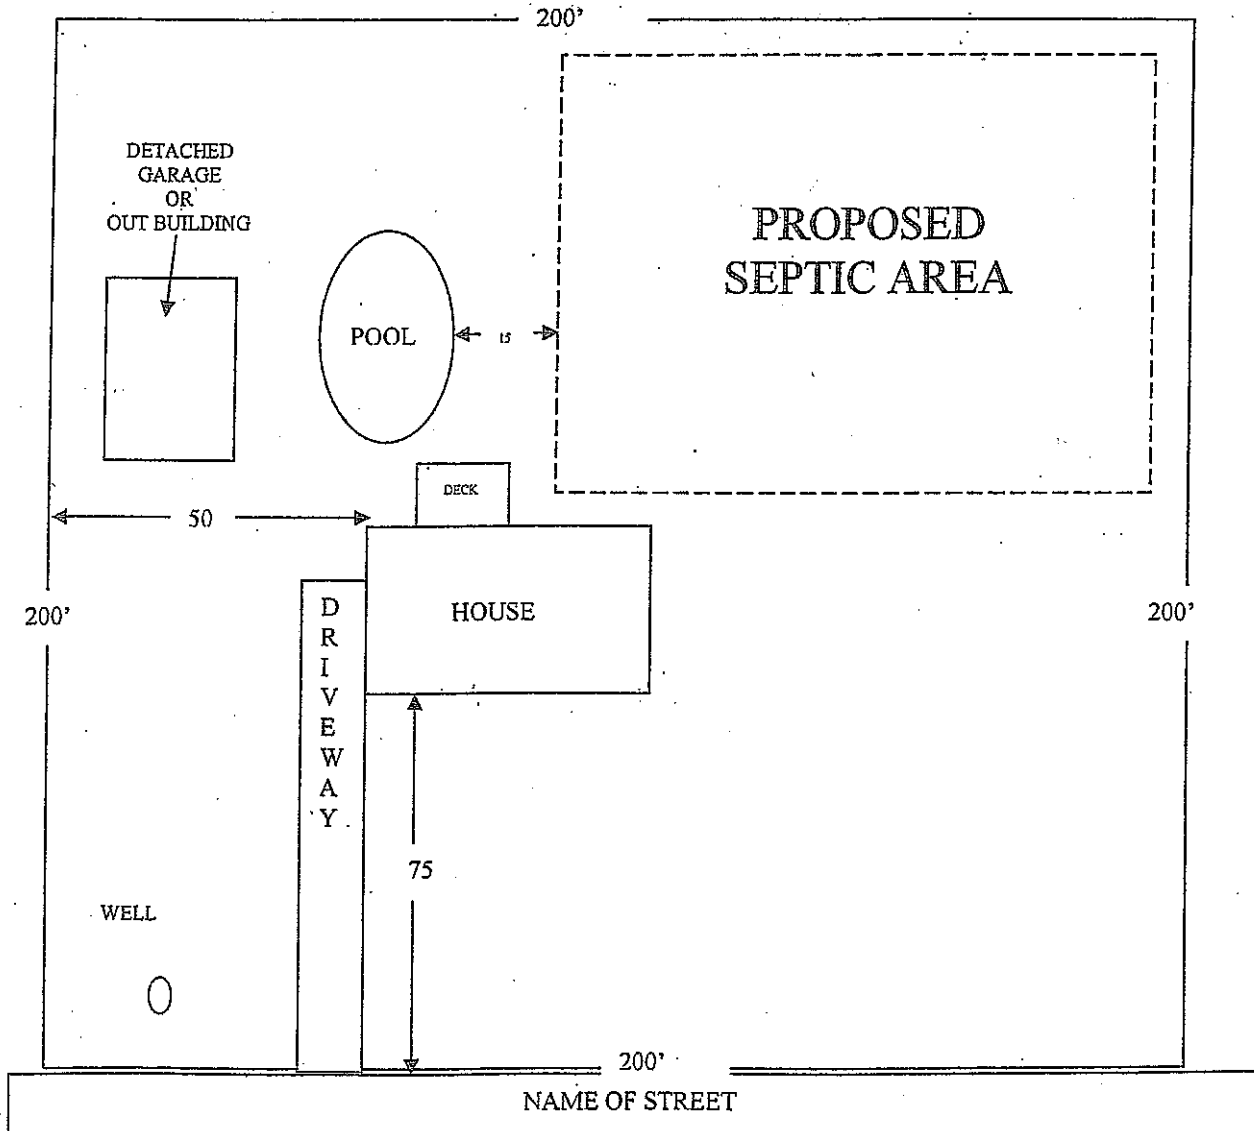 200'
DETACHED
GARAGE
OR
OUT BUILDING
PROPOSED
SEPTIC AREA
POOL
15
DECK
50
HOUSE
200'
200'
D
R
I
V
E
W
A
Y
75
WELL
200'
NAME OF STREET